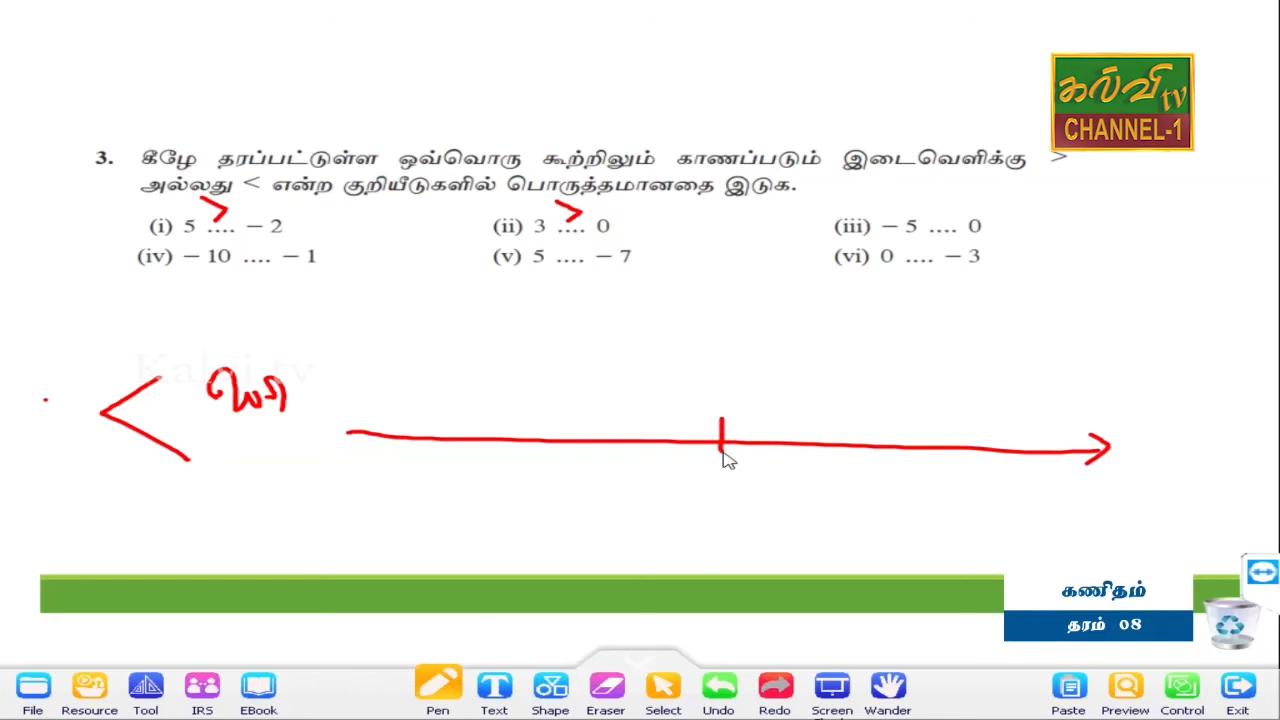 கல்வி tv
CHANNEL-1
3. கீழே தரப்பட்டுள்ள ஒவ்வொரு கூற்றிலும் காணப்படும் இடைவெளிக்கு >
அல்லது < என்ற குறியீடுகளில் பொருத்தமானதை இடுக.
> >
(i) 5 .... − 2 (ii) 3 .... 0 (iii) − 5 .... 0
(iv) − 10 .... − 1 (v) 5 .... − 7 (vi) 0 .... − 3
Kalvi tv
<
கணிதம்
தரம் 08
File Resource Tool IRS EBook Pen Text Shape Eraser Select Undo Redo Screen Wander Paste Preview Control Exit